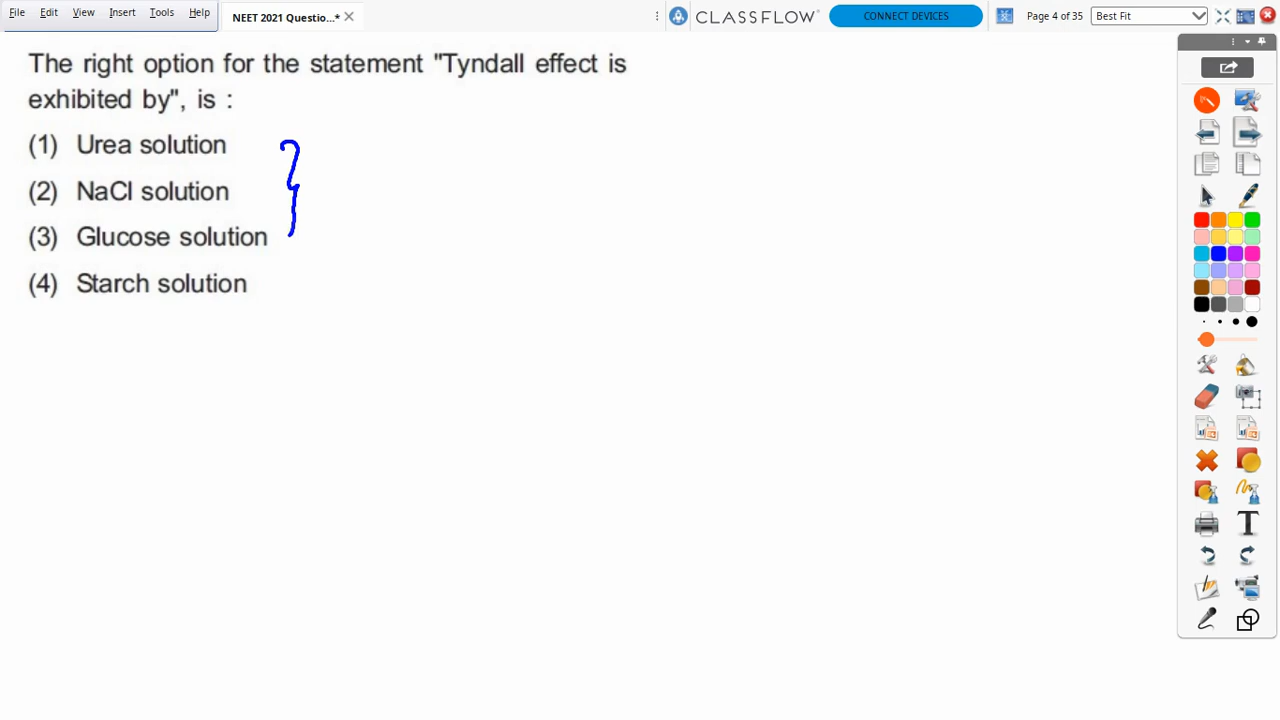 File Edit View Insert Tools Help
NEET 2021 Questio...*
CLASSFLOW
CONNECT DEVICES
Page 4 of 35
Best Fit
The right option for the statement "Tyndall effect is
exhibited by", is :
(1) Urea solution
(2) NaCl solution
(3) Glucose solution
(4) Starch solution